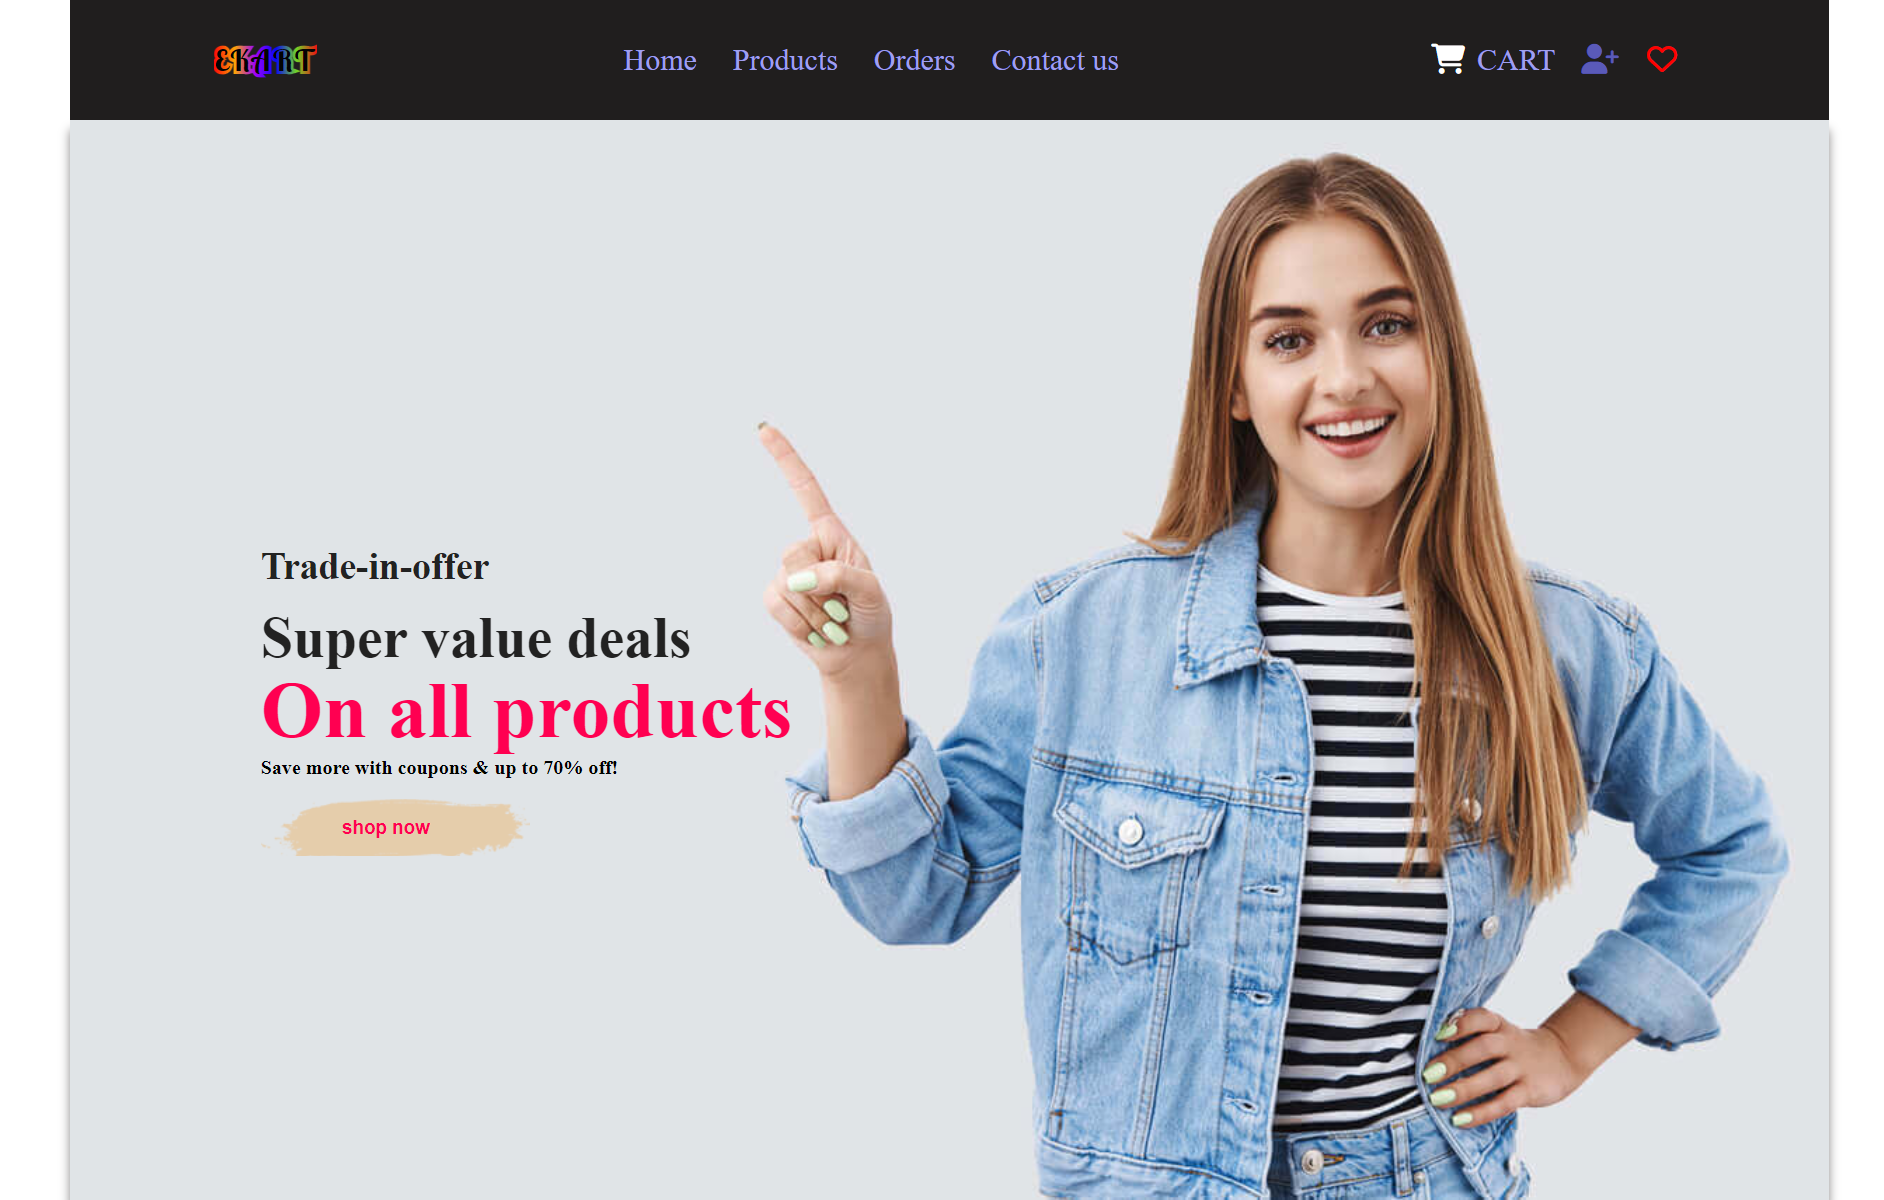 EKART
Home Products Orders Contact us
CART
Trade-in-offer
Super value deals
On all products
Save more with coupons & up to 70% off!
shop now